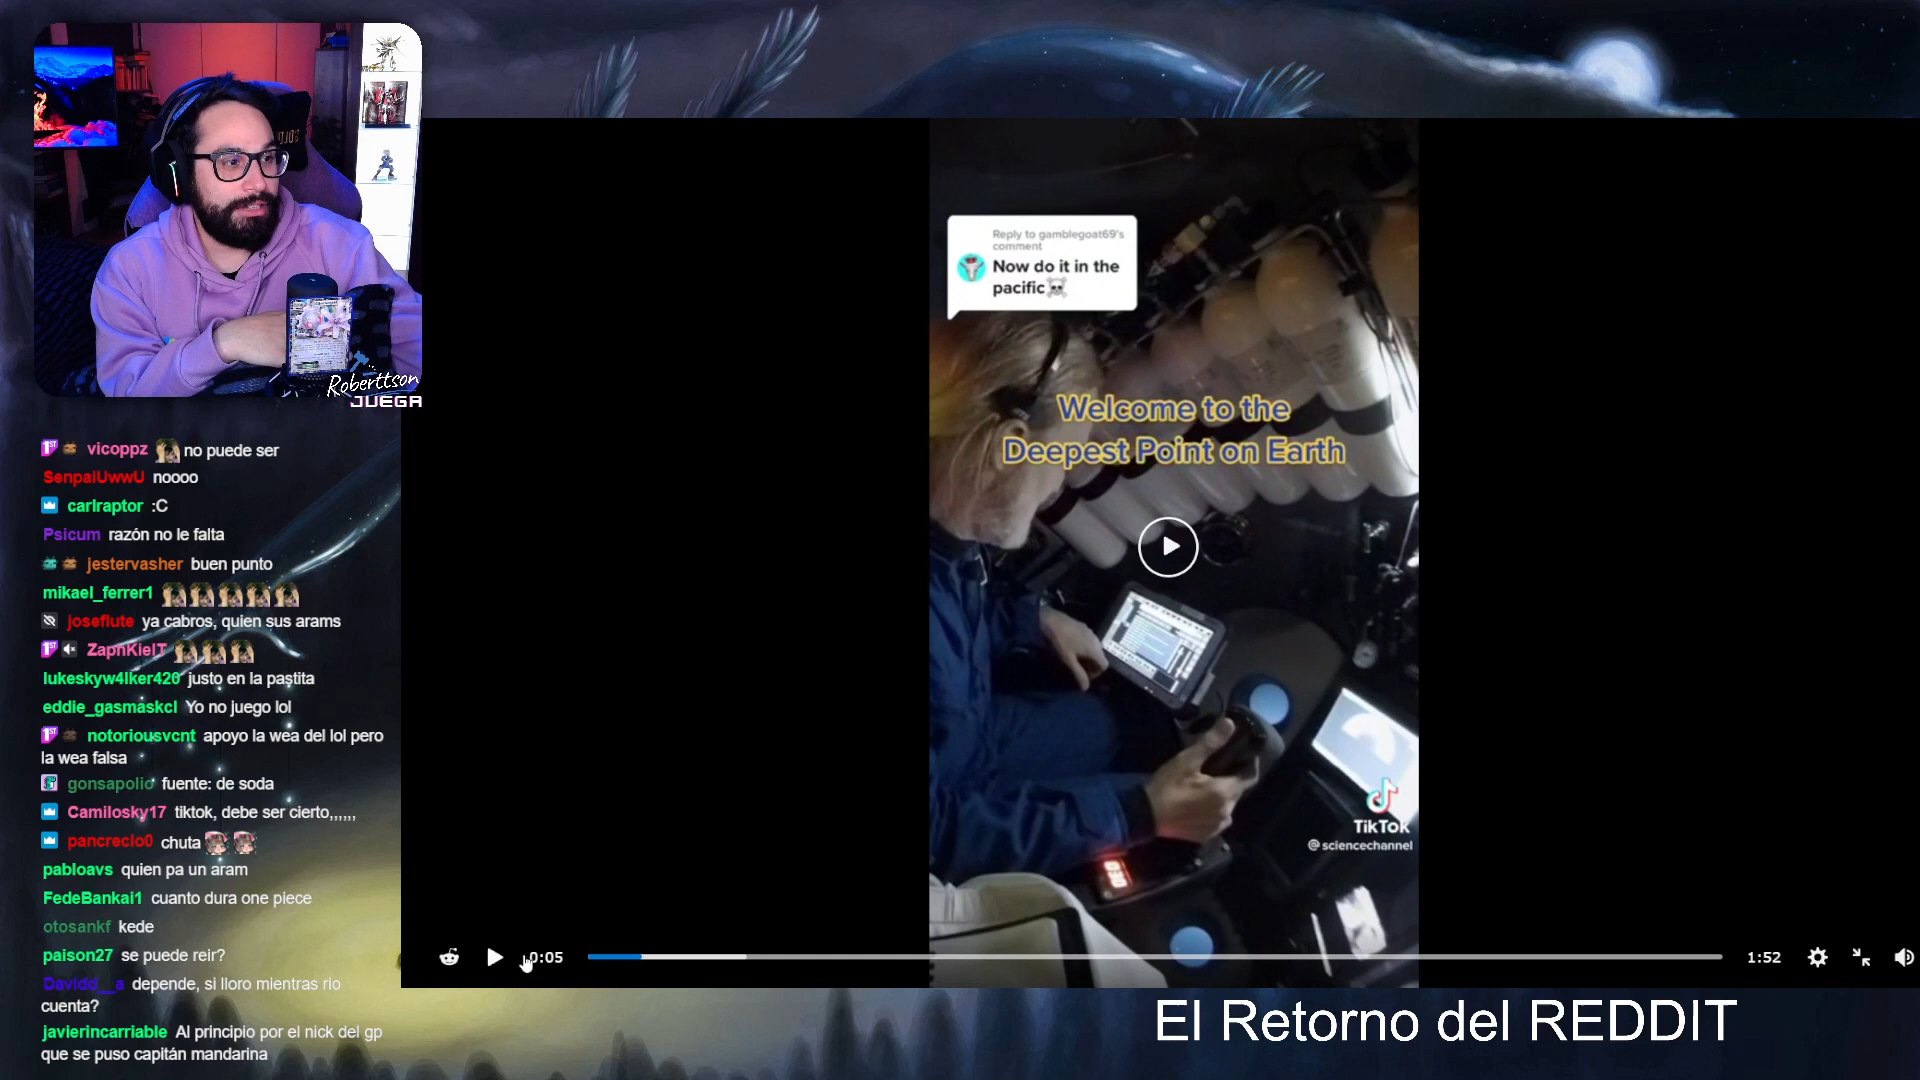 Roberttson
JUEGA
vicoppz no puede ser
SenpaiUwwU noooo
carlraptor :C
Psicum razón no le falta
jestervasher buen punto
mikael_ferrer1
joseflute ya cabros, quien sus arams
ZaphKielT
lukeskyw4lker420 justo en la pastita
eddie_gasmaskcl Yo no juego lol
notoriousvcnt apoyo la wea del lol pero
la wea falsa
gonsapolio fuente: de soda
Camilosky17 tiktok, debe ser cierto,,,,,,
pancrecio0 chuta
pabloavs quien pa un aram
FedeBankai1 cuanto dura one piece
otosankf kede
paison27 se puede reir?
Davidd__a depende, si lloro mientras rio
cuenta?
javierincarriable Al principio por el nick del gp
que se puso capitán mandarina
Reply to gamblegoat69's
comment
Now do it in the
pacific☠
Welcome to the
Deepest Point on Earth
TikTok
@sciencechannel
0:05
1:52
El Retorno del REDDIT